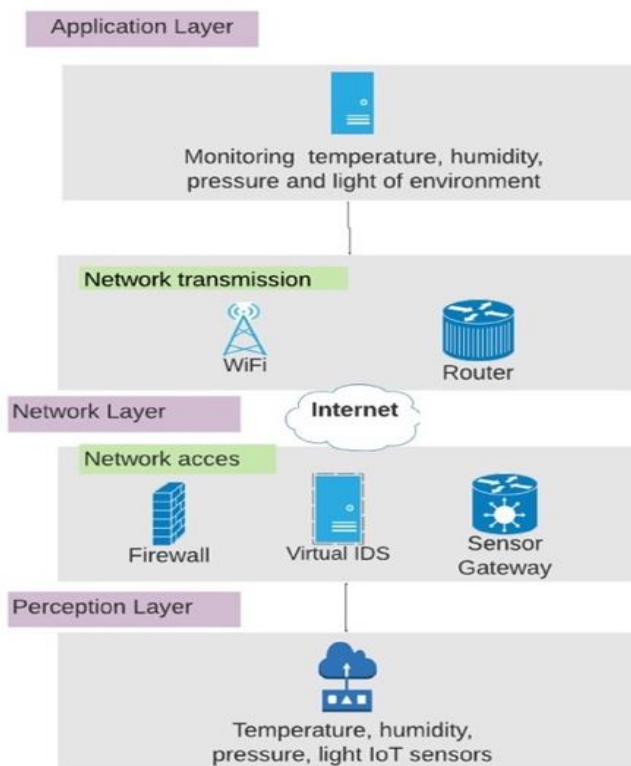 Application Layer
Monitoring temperature, humidity,
pressure and light of environment
Network transmission
WiFi
Router
Network Layer
Internet
Network acces
Firewall
Virtual IDS
Sensor
Gateway
Perception Layer
Temperature, humidity,
pressure, light IoT sensors